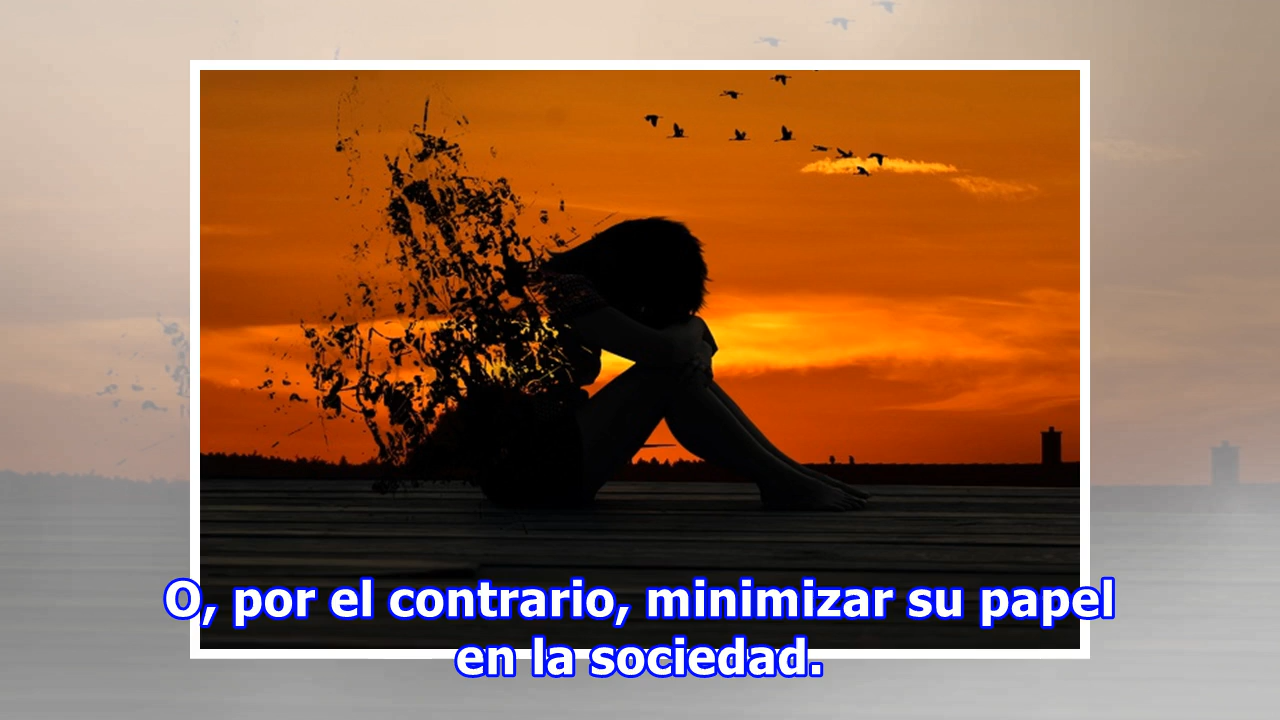 O, por el contrario, minimizar su papel
en la sociedad.